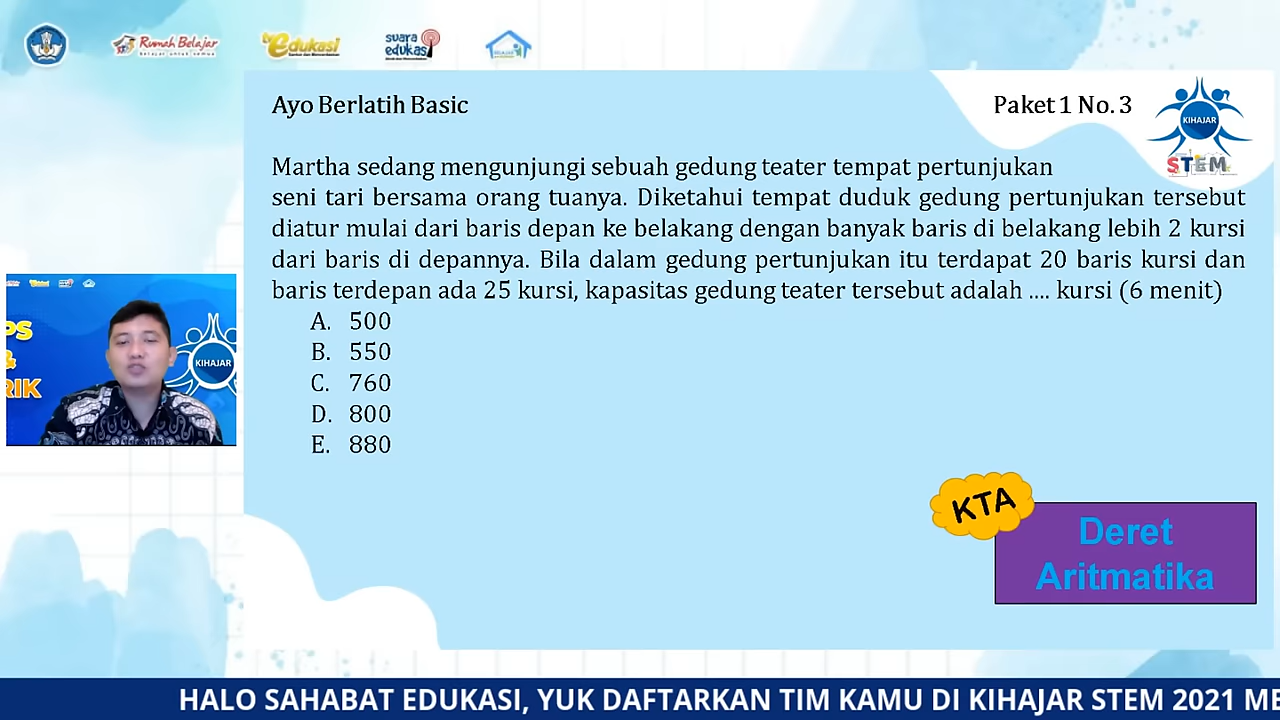 Rumah Belajar
Belajar untuk semua
tv Edukasi
suara
edukasi
Ayo Berlatih Basic
Paket 1 No. 3
KIHAJAR
STEM
Martha sedang mengunjungi sebuah gedung teater tempat pertunjukan
seni tari bersama orang tuanya. Diketahui tempat duduk gedung pertunjukan tersebut
diatur mulai dari baris depan ke belakang dengan banyak baris di belakang lebih 2 kursi
dari baris di depannya. Bila dalam gedung pertunjukan itu terdapat 20 baris kursi dan
baris terdepan ada 25 kursi, kapasitas gedung teater tersebut adalah .... kursi (6 menit)
A. 500
B. 550
C. 760
D. 800
E. 880
PS
&
RIK
KIHAJAR
KTA
Deret
Aritmatika
HALO SAHABAT EDUKASI, YUK DAFTARKAN TIM KAMU DI KIHAJAR STEM 2021 ME